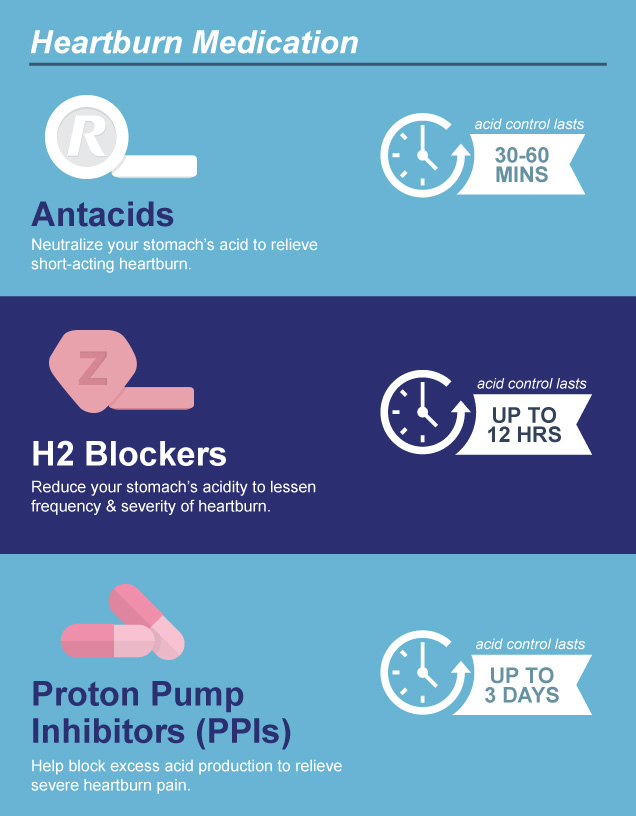 Heartburn Medication
R
acid control lasts
30-60
MINS
Antacids
Neutralize your stomach's acid to relieve
short-acting heartburn.
Z
acid control lasts
UP TO
12 HRS
H2 Blockers
Reduce your stomach's acidity to lessen
frequency & severity of heartburn.
acid control lasts
UP TO
3 DAYS
Proton Pump
Inhibitors (PPIs)
Help block excess acid production to relieve
severe heartburn pain.